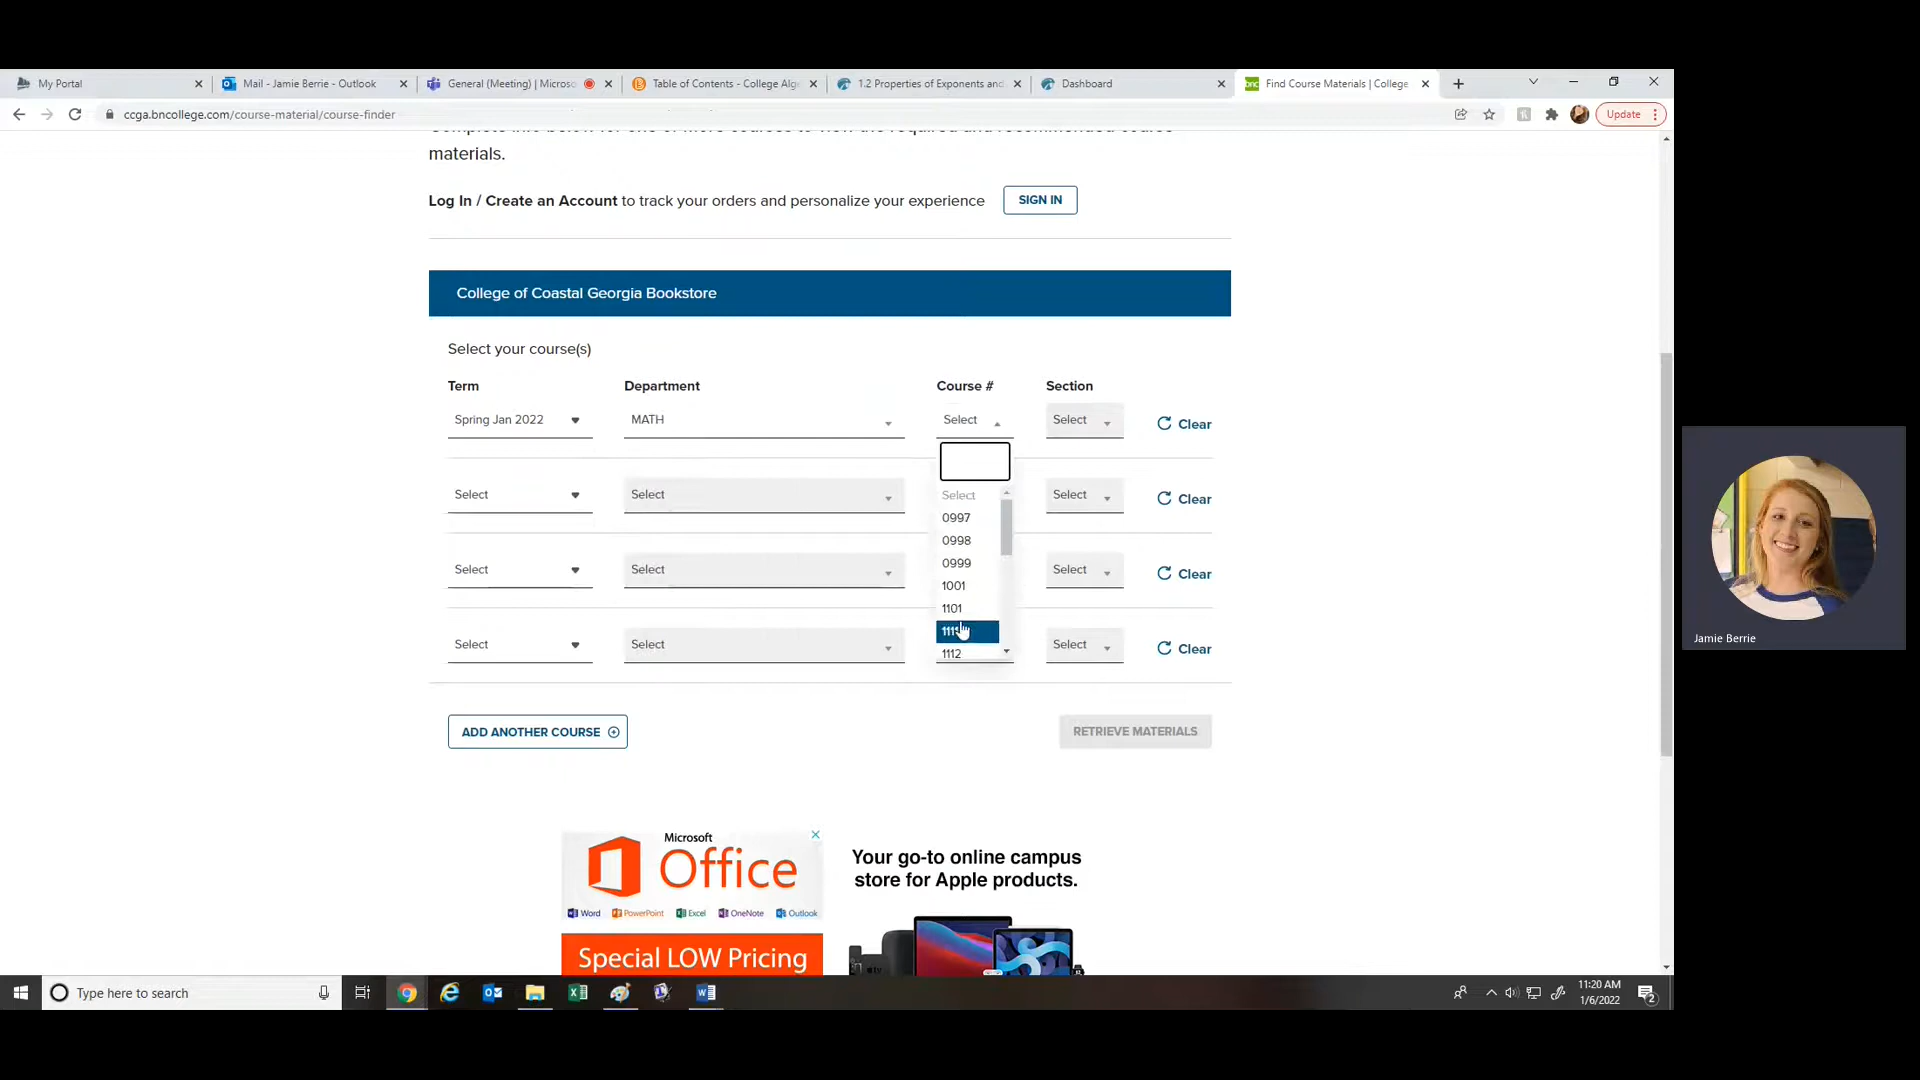 My Portal
Mail - Jamie Berrie - Outlook
General (Meeting) | Micros
Table of Contents - College Alg
1.2 Properties of Exponents and
Dashboard
Find Course Materials | College
ccga.bncollege.com/course-material/course-finder
Update
materials.
Log In / Create an Account to track your orders and personalize your experience
SIGN IN
College of Coastal Georgia Bookstore
Select your course(s)
Term Department Course # Section
Spring Jan 2022 MATH Select Select Clear
Select Select Select Clear
Select
0997
0998
0999
1001
1101
1112
Select Select Select Clear
Select Select Select Clear
ADD ANOTHER COURSE
RETRIEVE MATERIALS
Microsoft
Office
Word PowerPoint Excel OneNote Outlook
Special LOW Pricing
Your go-to online campus
store for Apple products.
Jamie Berrie
Type here to search
11:20 AM
1/6/2022
2